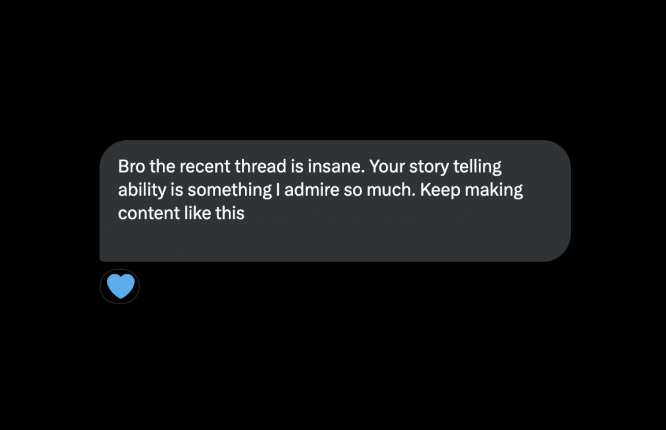 Bro the recent thread is insane. Your story telling
ability is something I admire so much. Keep making
content like this